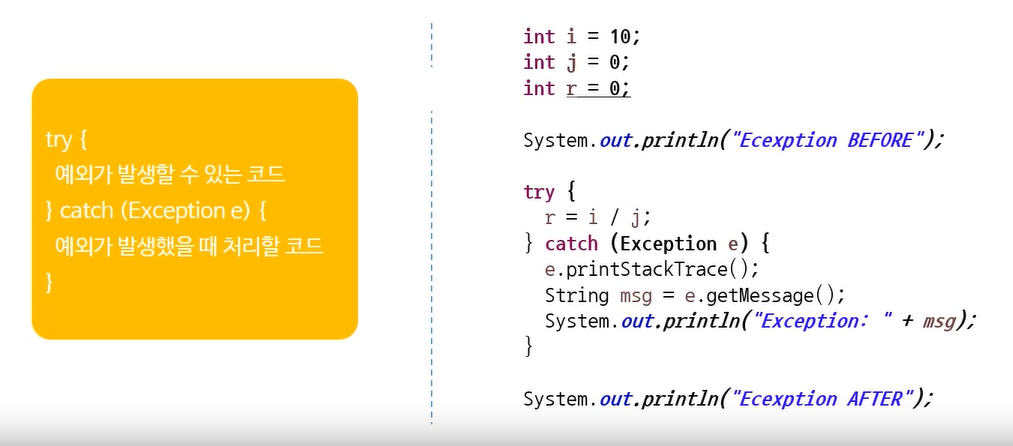 try {
예외가 발생할 수 있는 코드
} catch (Exception e) {
예외가 발생했을 때 처리할 코드
}
int i = 10;
int j = 0;
int r = 0;
System.out.println("Ecexption BEFORE");
try {
r = i / j;
} catch (Exception e) {
e.printStackTrace();
String msg = e.getMessage();
System.out.println("Exception: " + msg);
}
System.out.println("Ecexption AFTER");